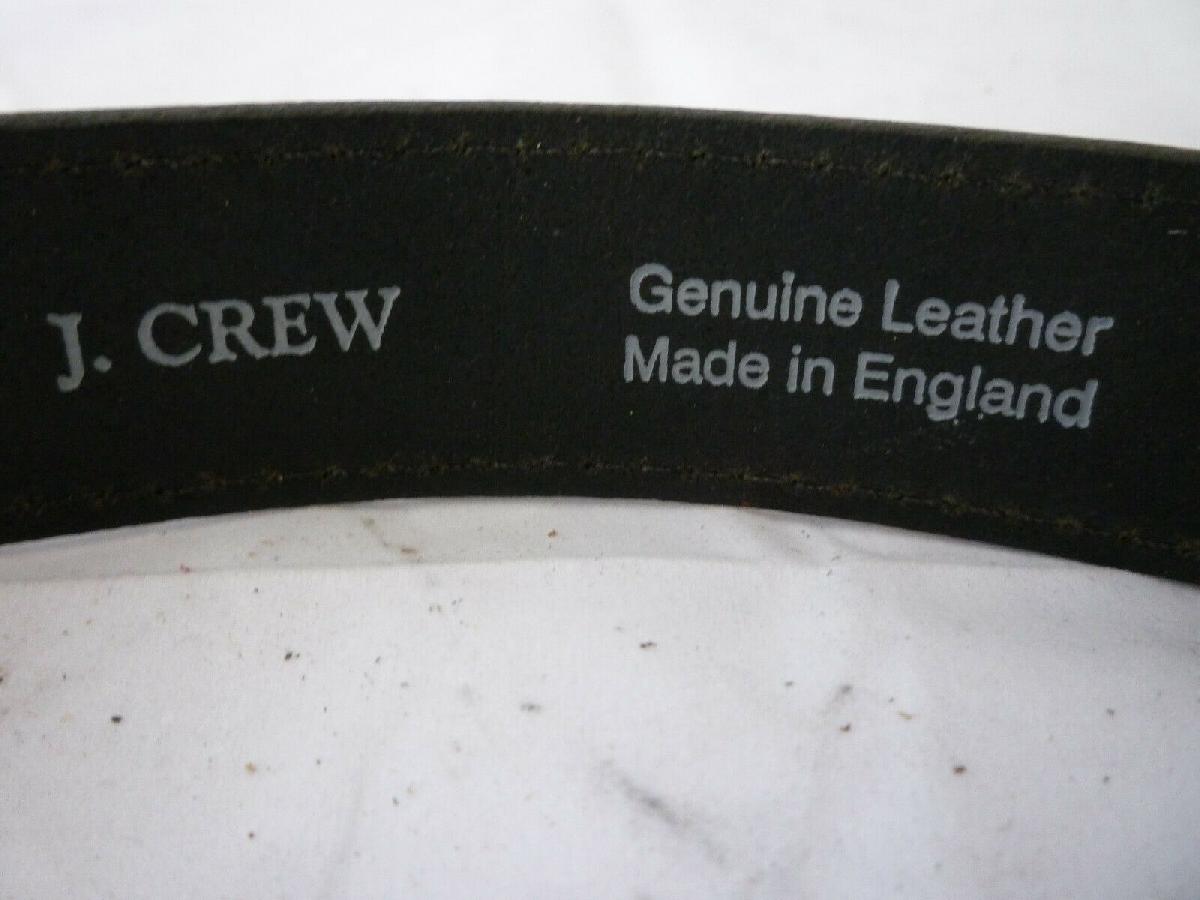 J. CREW
Genuine Leather
Made in England